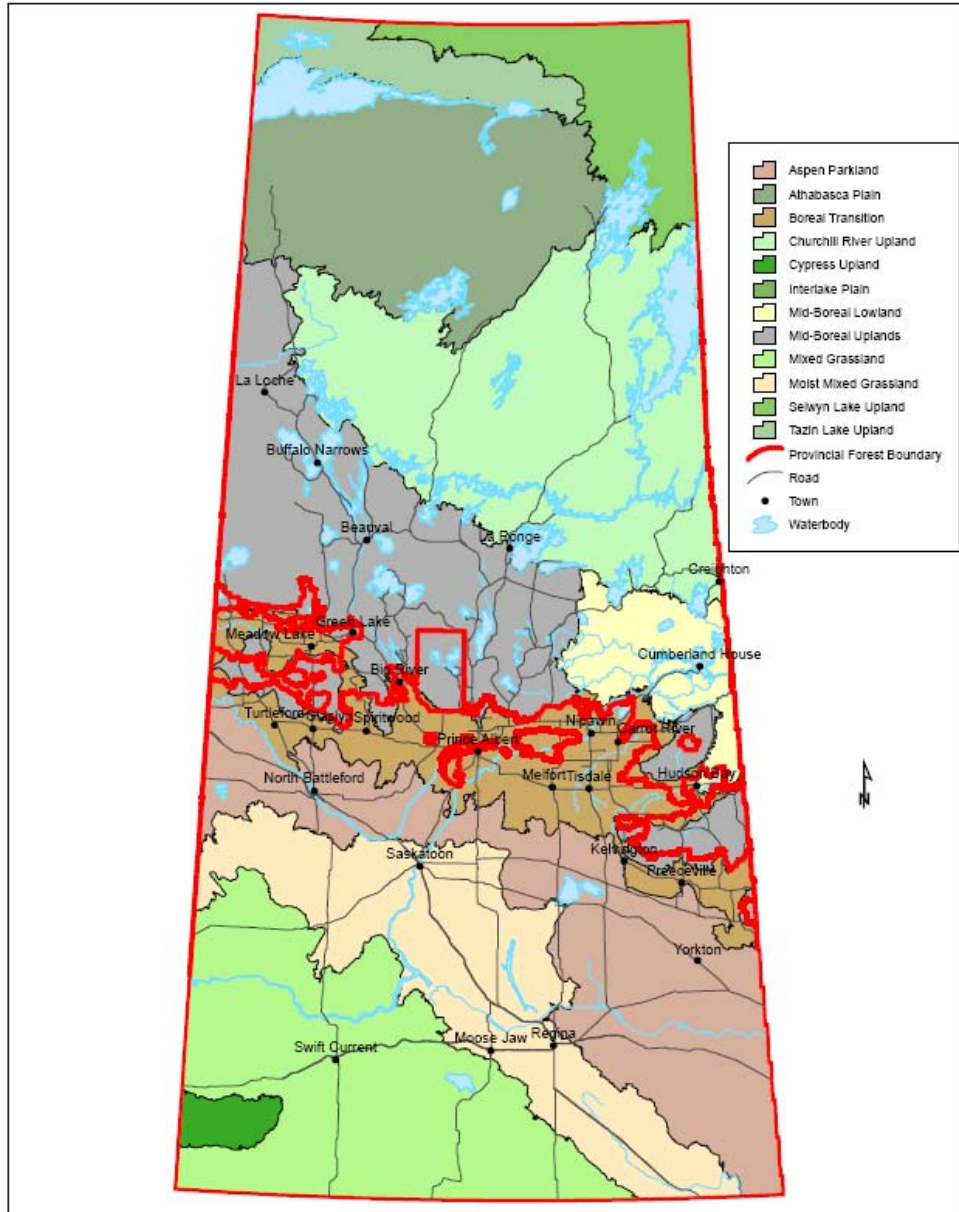 Aspen Parkland
Athabasca Plain
Boreal Transition
Churchill River Upland
Cypress Upland
Interlake Plain
Mid-Boreal Lowland
Mid-Boreal Uplands
Mixed Grassland
Moist Mixed Grassland
Selwyn Lake Upland
Tazin Lake Upland
Provincial Forest Boundary
Road
Town
Waterbody
La Loche
Buffalo Narrows
Beauval
La Ronge
Creighton
Green Lake
Meadow Lake
Cumberland House
Big River
Turtleford
Glaslyn
Spiritwood
Nipawin
Carrot River
Prince Albert
North Battleford
Melfort
Tisdale
Hudson Bay
Saskatoon
Kelvington
Preeceville
Yorkton
Regina
Moose Jaw
Swift Current
N